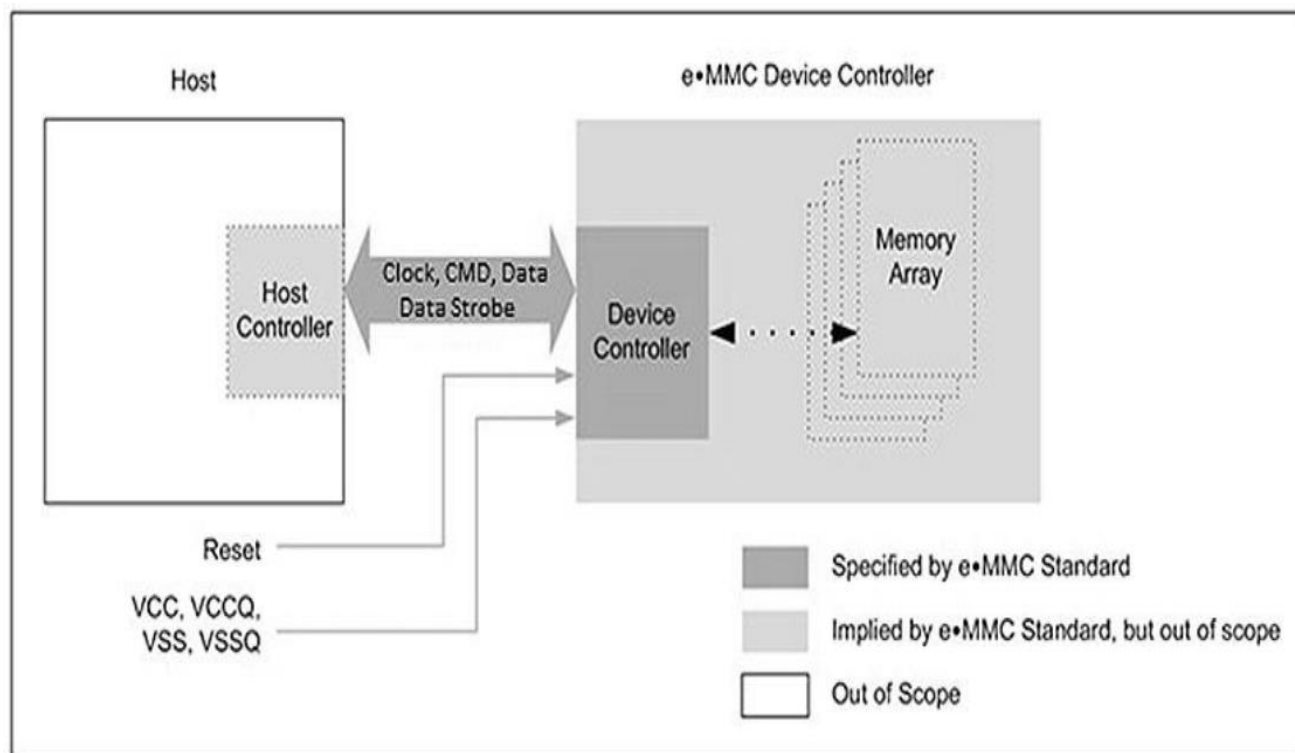 Host
e•MMC Device Controller
Host
Controller
Clock, CMD, Data
Data Strobe
Device
Controller
Memory
Array
Reset
VCC, VCCQ,
VSS, VSSQ
Specified by e•MMC Standard
Implied by e•MMC Standard, but out of scope
Out of Scope